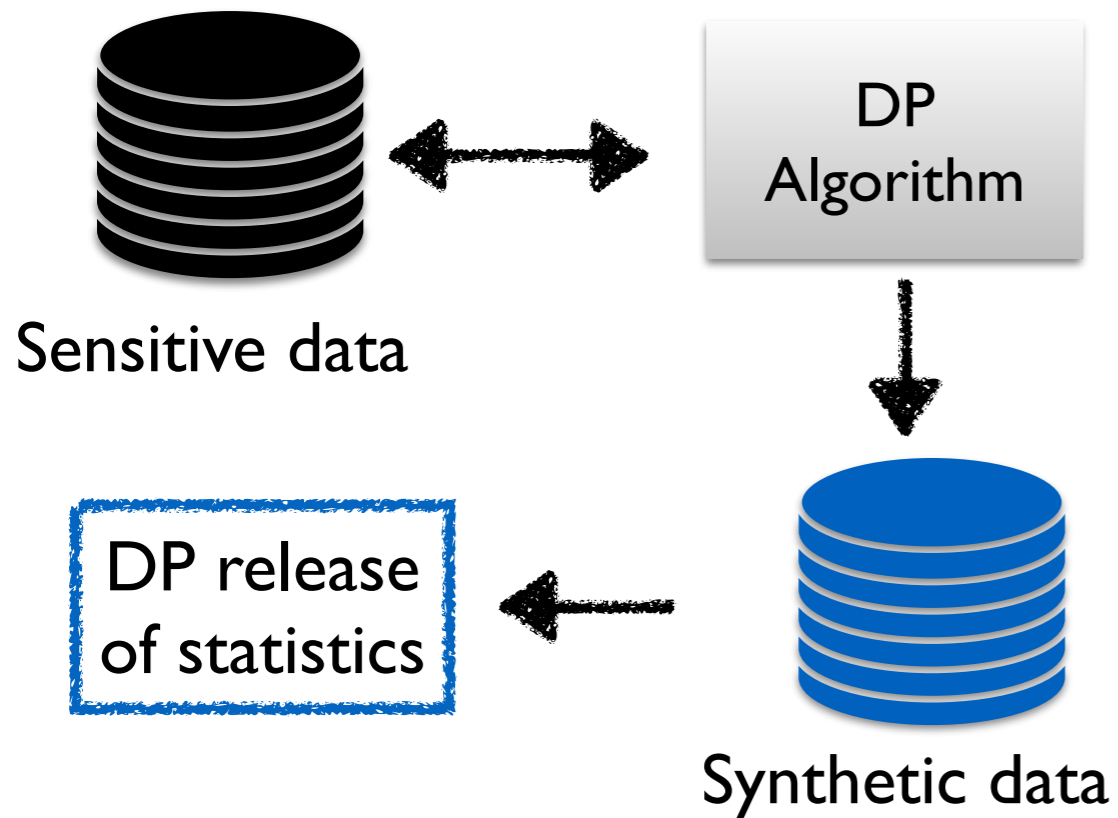 DP
Algorithm
Sensitive data
DP release
of statistics
Synthetic data